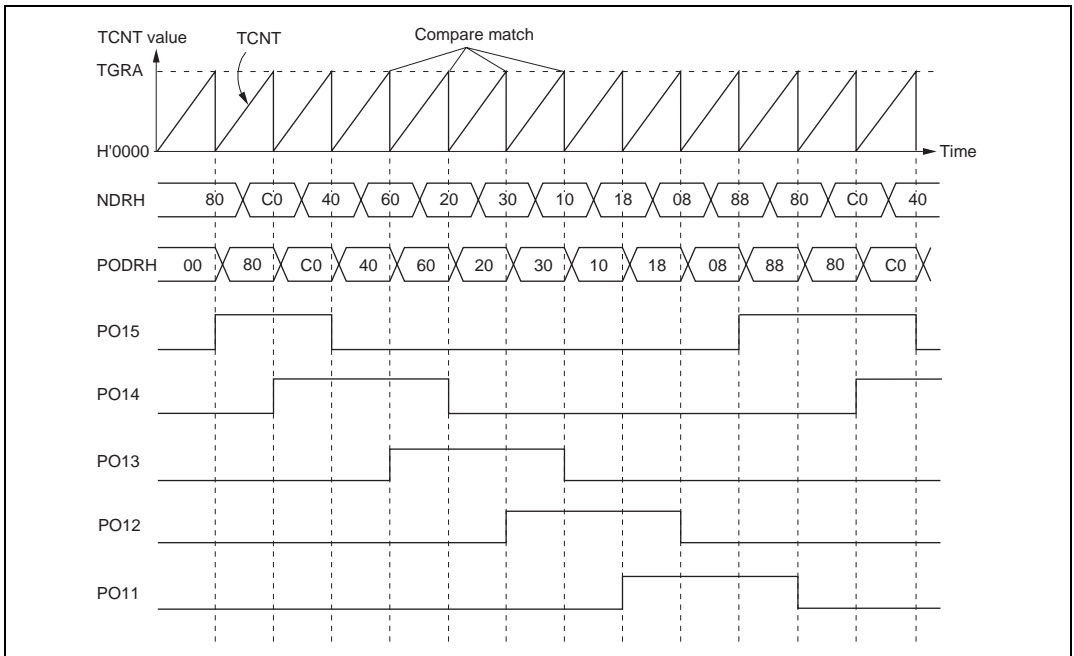 TCNT value TCNT Compare match
TGRA
H'0000 Time
NDRH 80 C0 40 60 20 30 10 18 08 88 80 C0 40
PODRH 00 80 C0 40 60 20 30 10 18 08 88 80 C0
PO15
PO14
PO13
PO12
PO11